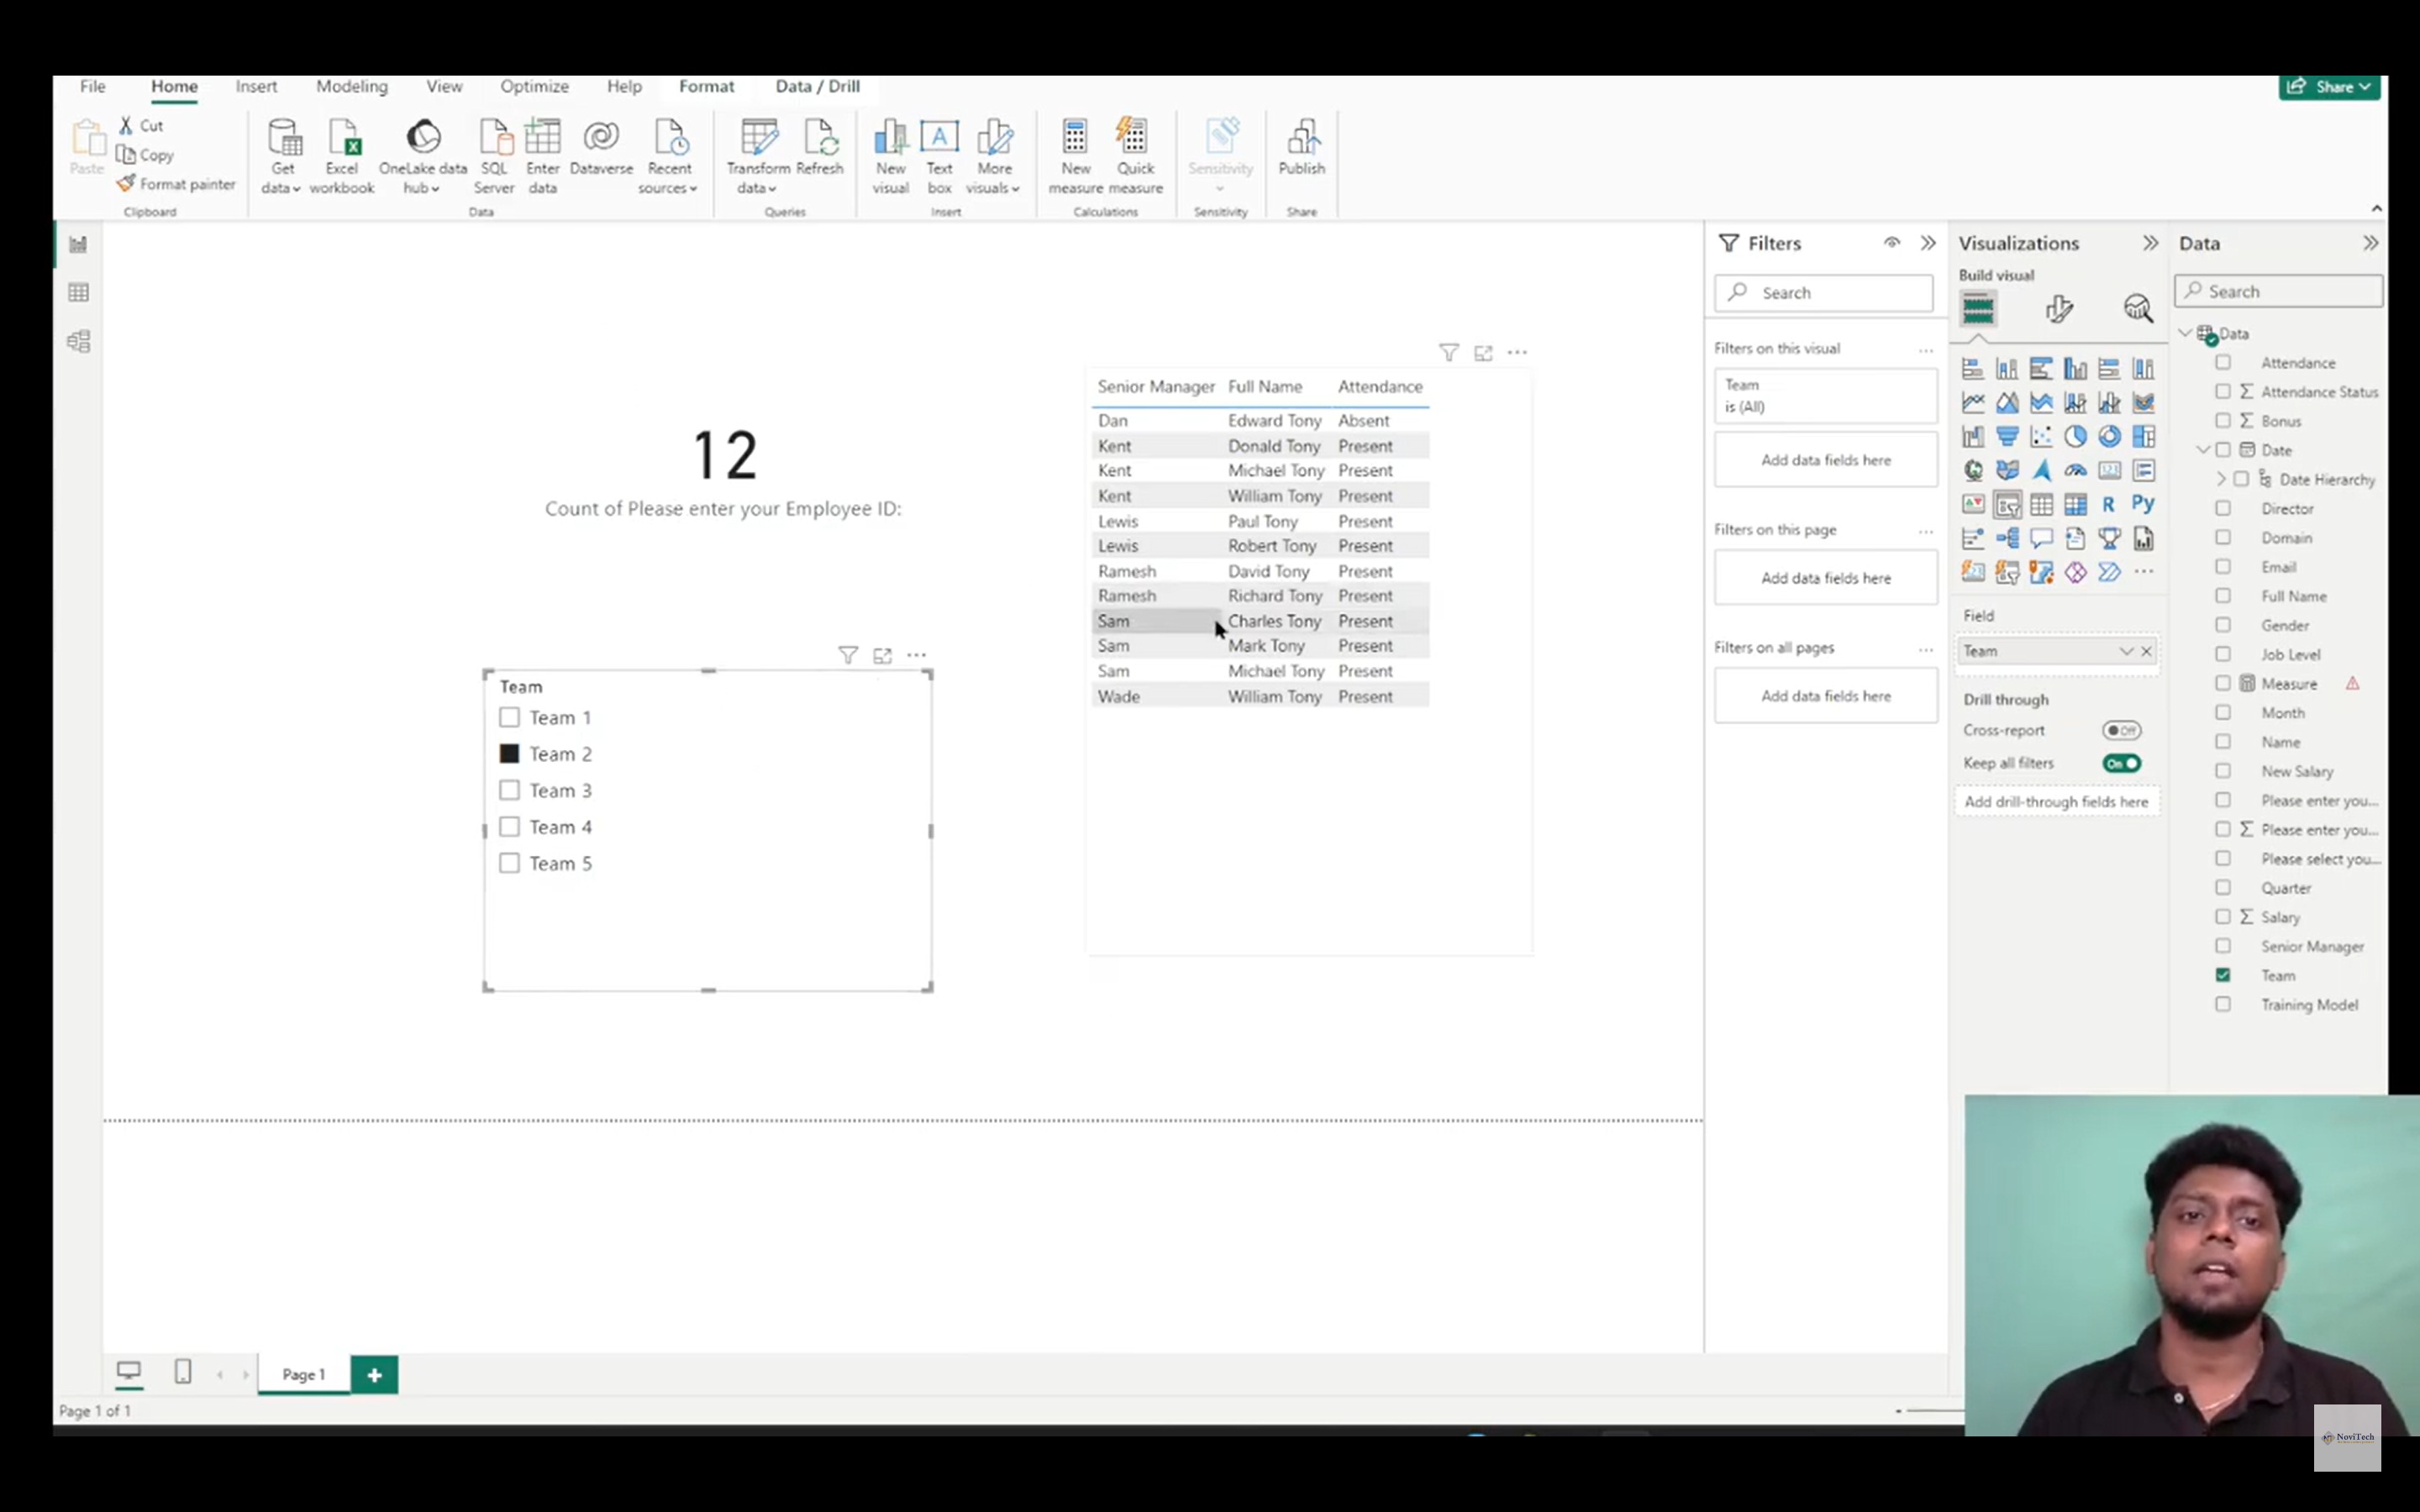 File Home Insert Modeling View Optimize Help Format Data / Drill
Share
Paste
Cut
Copy
Format painter
Clipboard
Get data
Excel workbook
OneLake data hub
SQL Server
Enter data
Dataverse
Recent sources
Data
Transform data
Refresh
Queries
New visual
A
Text box
More visuals
Insert
New measure
Quick measure
Calculations
Sensitivity
Sensitivity
Publish
Share
12
Count of Please enter your Employee ID:
Team
Team 1
Team 2
Team 3
Team 4
Team 5
Senior Manager Full Name Attendance
Dan Edward Tony Absent
Kent Donald Tony Present
Kent Michael Tony Present
Kent William Tony Present
Lewis Paul Tony Present
Lewis Robert Tony Present
Ramesh David Tony Present
Ramesh Richard Tony Present
Sam Charles Tony Present
Sam Mark Tony Present
Sam Michael Tony Present
Wade William Tony Present
Filters
Search
Filters on this visual ...
Team
is (All)
Add data fields here
Filters on this page ...
Add data fields here
Filters on all pages ...
Add data fields here
Visualizations
Build visual
R Py
Field
Team
Drill through
Cross-report Off
Keep all filters On
Add drill-through fields here
Data
Search
Data
Attendance
Σ Attendance Status
Σ Bonus
Date
Date Hierarchy
Director
Domain
Email
Full Name
Gender
Job Level
Measure
Month
Name
New Salary
Please enter you...
Σ Please enter you...
Please select you...
Quarter
Σ Salary
Senior Manager
Team
Training Model
Page 1
Page 1 of 1
NoviTech